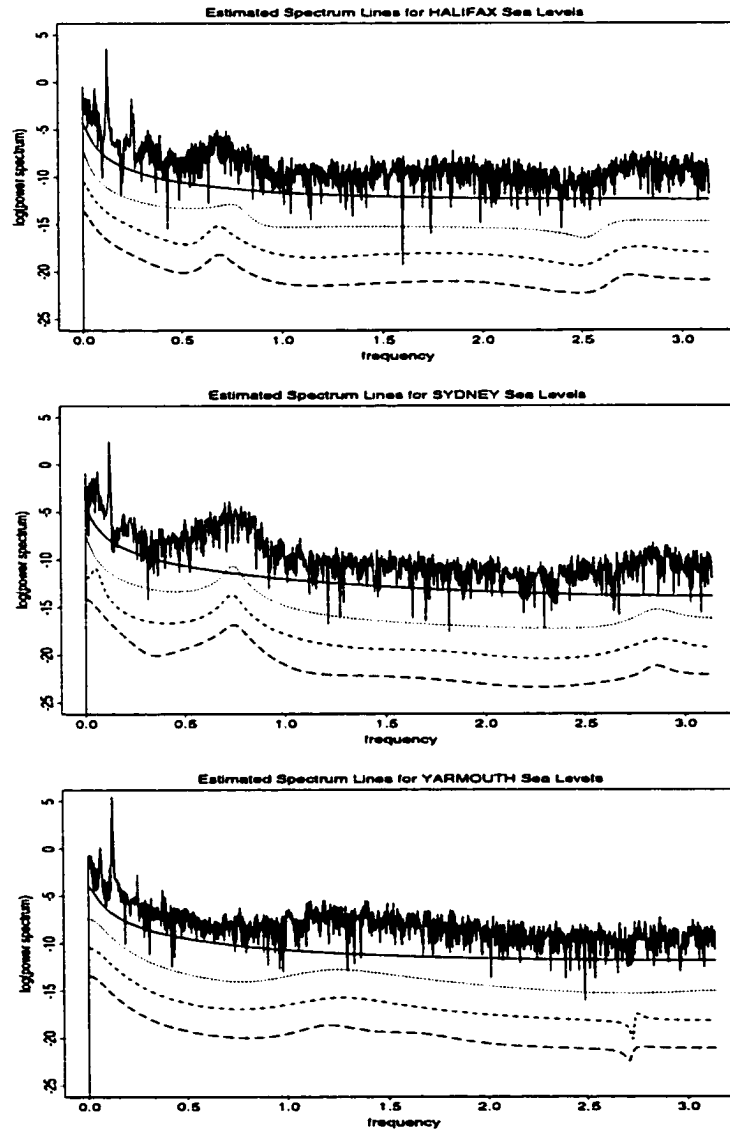 Estimated Spectrum Lines for HALIFAX Sea Levels
log(power spectrum)
5
0
-5
-10
-15
-20
-25
0.0 0.5 1.0 1.5 2.0 2.5 3.0
frequency
Estimated Spectrum Lines for SYDNEY Sea Levels
log(power spectrum)
5
0
-5
-10
-15
-20
-25
0.0 0.5 1.0 1.5 2.0 2.5 3.0
frequency
Estimated Spectrum Lines for YARMOUTH Sea Levels
log(power spectrum)
5
0
-5
-10
-15
-20
-25
0.0 0.5 1.0 1.5 2.0 2.5 3.0
frequency